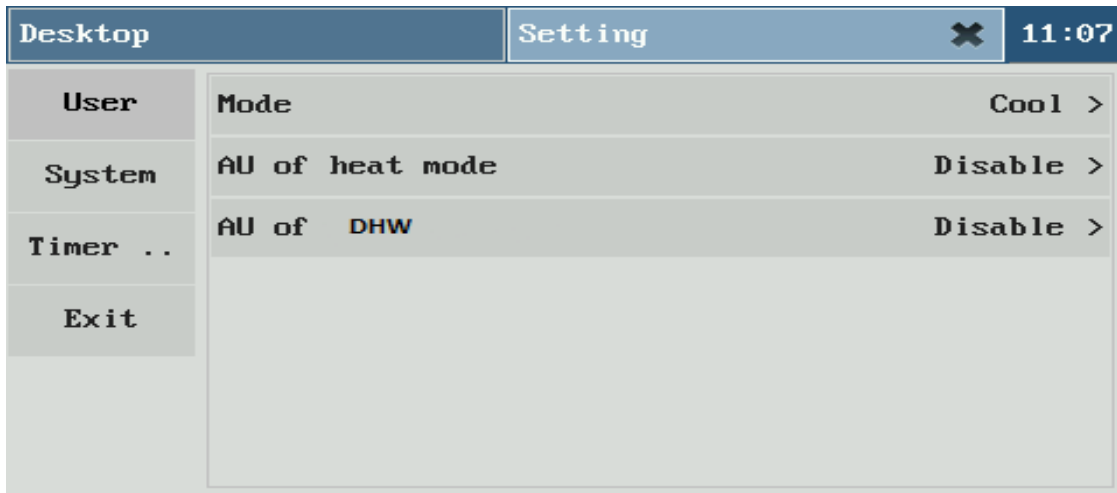 Desktop Setting 11:07
User
System
Timer ..
Exit
Mode Cool >
AU of heat mode Disable >
AU of DHW Disable >